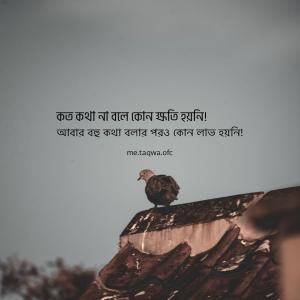 কত কথা না বলে কোন ক্ষতি হয়নি!
আবার বহু কথা বলার পরও কোন লাভ হয়নি!
me.taqwa.ofc